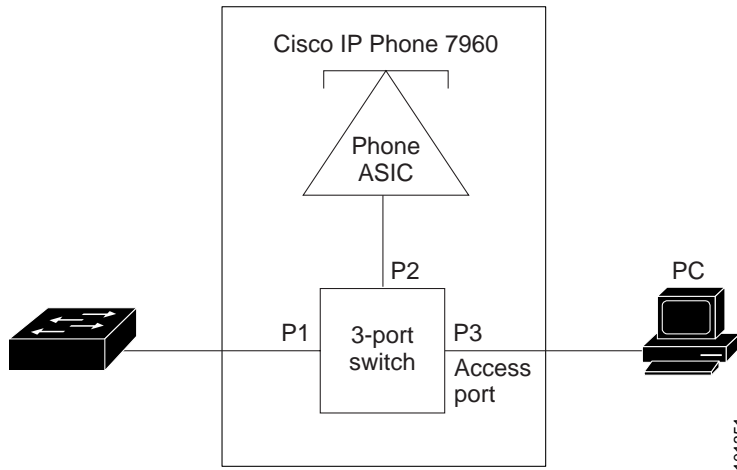 Cisco IP Phone 7960
Phone
ASIC
P2
PC
P1
3-port
switch
P3
Access
port